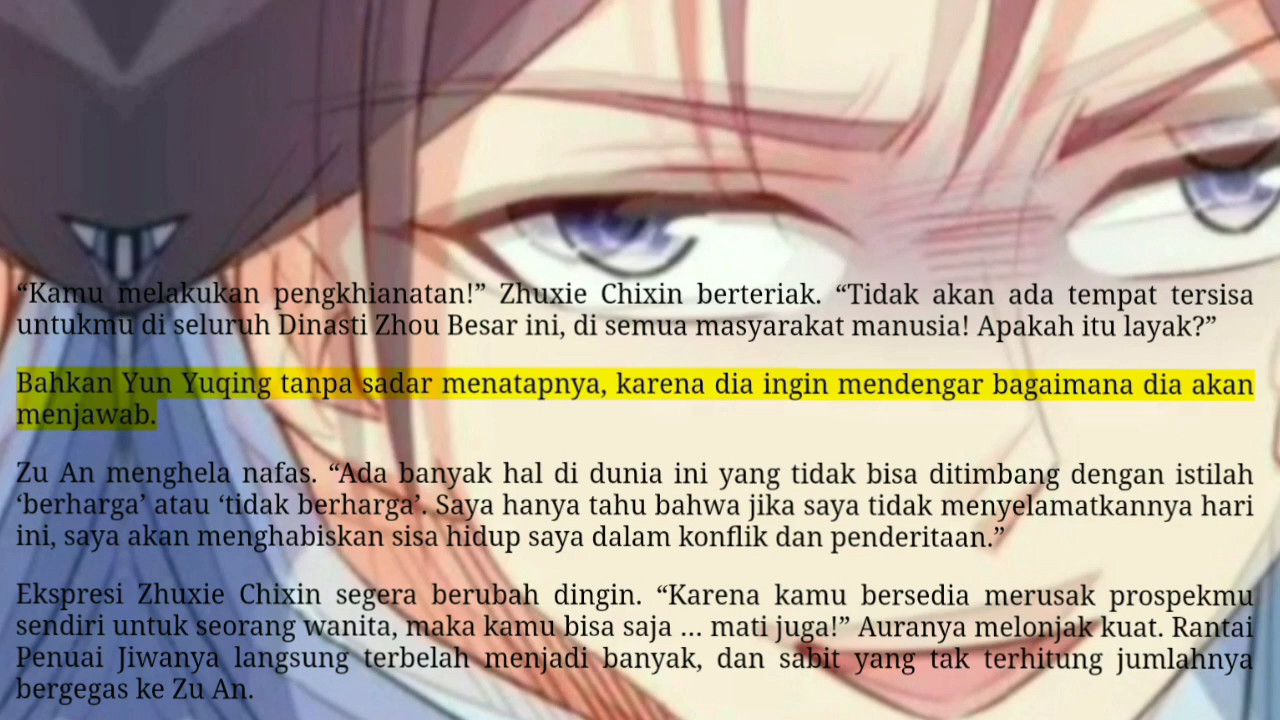 “Kamu melakukan pengkhianatan!” Zhuxie Chixin berteriak. “Tidak akan ada tempat tersisa
untukmu di seluruh Dinasti Zhou Besar ini, di semua masyarakat manusia! Apakah itu layak?”
Bahkan Yun Yuqing tanpa sadar menatapnya, karena dia ingin mendengar bagaimana dia akan
menjawab.
Zu An menghela nafas. “Ada banyak hal di dunia ini yang tidak bisa ditimbang dengan istilah
‘berharga’ atau ‘tidak berharga’. Saya hanya tahu bahwa jika saya tidak menyelamatkannya hari
ini, saya akan menghabiskan sisa hidup saya dalam konflik dan penderitaan.”
Ekspresi Zhuxie Chixin segera berubah dingin. “Karena kamu bersedia merusak prospekmu
sendiri untuk seorang wanita, maka kamu bisa saja ... mati juga!” Auranya melonjak kuat. Rantai
Penuai Jiwanya langsung terbelah menjadi banyak, dan sabit yang tak terhitung jumlahnya
bergegas ke Zu An.